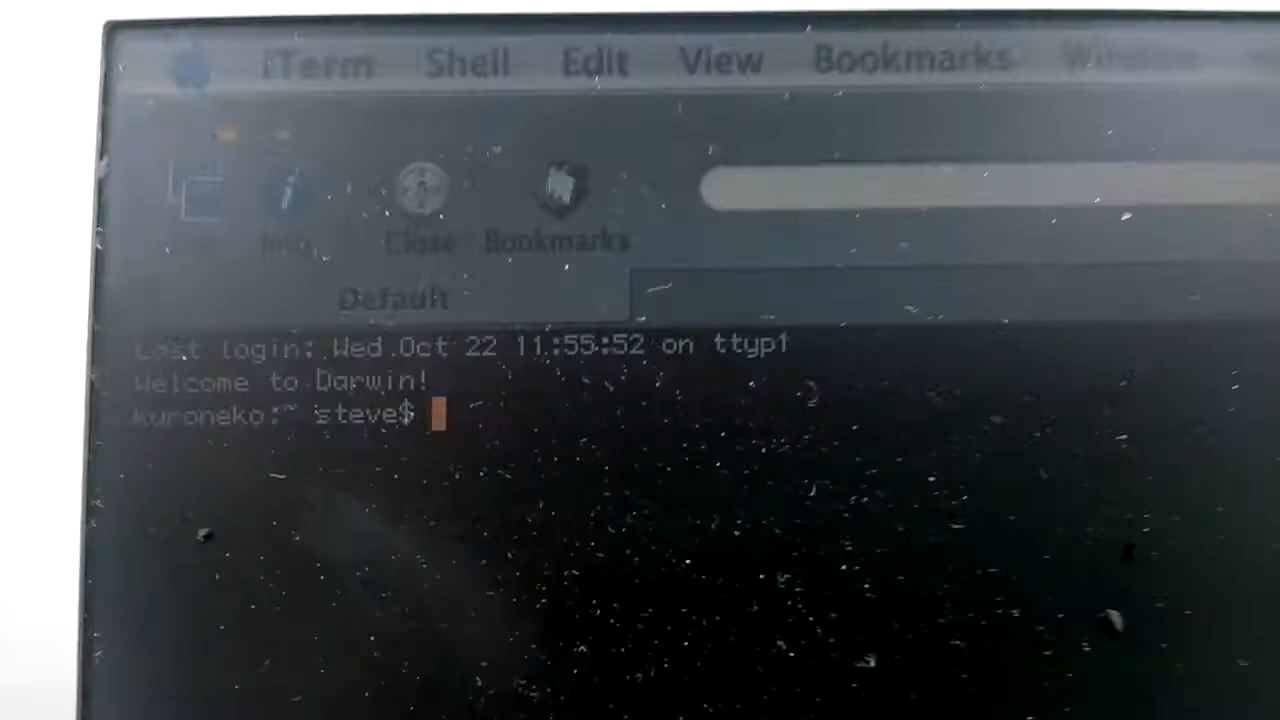 iTerm Shell Edit View Bookmarks Window
Info Close Bookmarks
Default
Last login: Wed Oct 22 11:55:52 on ttyp1
Welcome to Darwin!
kuroneko:~ steve$